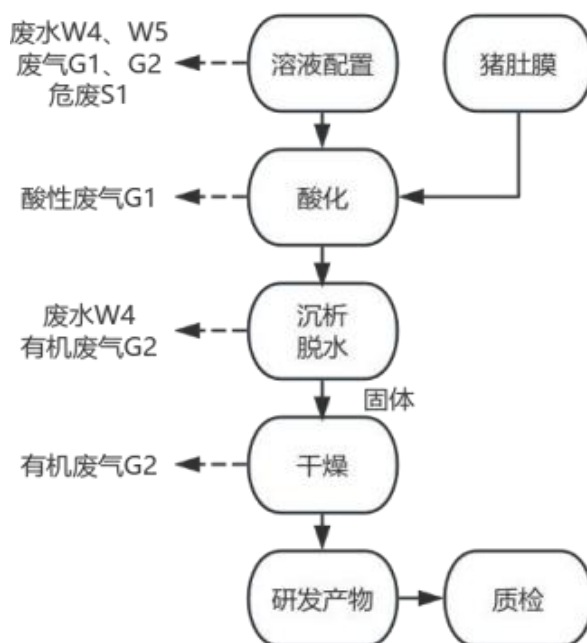 废水W4、W5
废气G1、G2
危废S1
溶液配置
猪肚膜
酸性废气G1
酸化
废水W4
有机废气G2
沉析
脱水
固体
有机废气G2
干燥
研发产物
质检